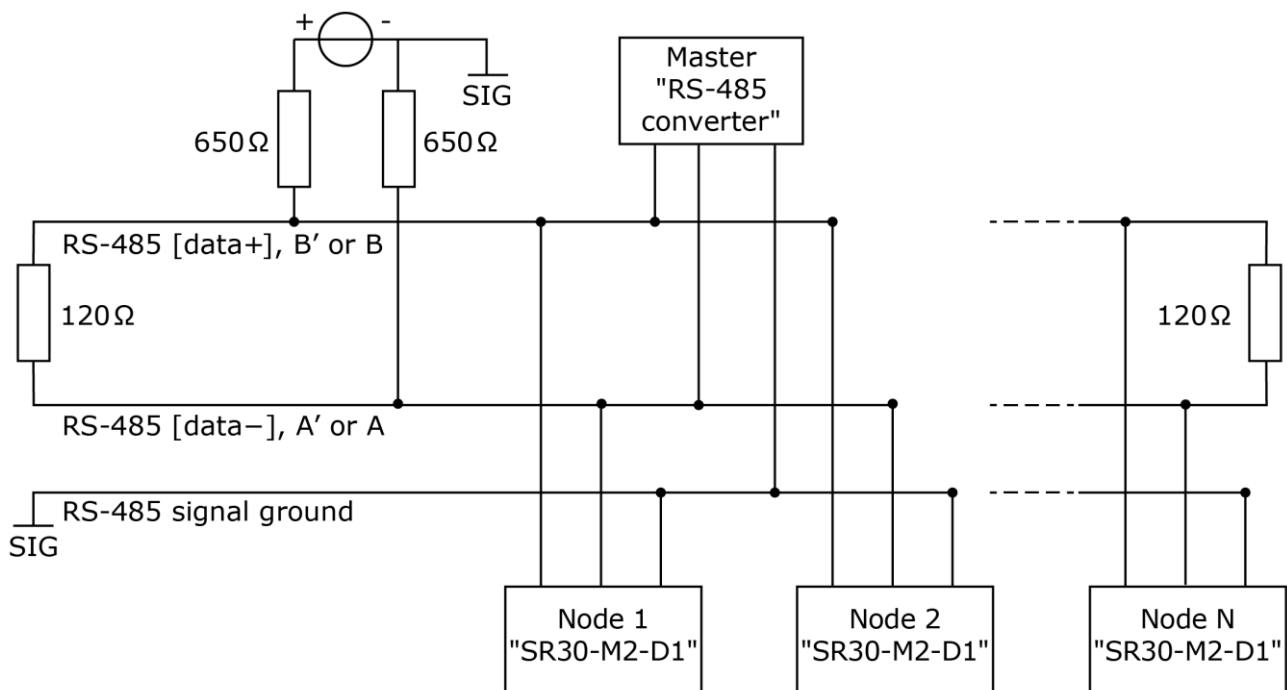 + -
SIG
650Ω
650Ω
Master
"RS-485
converter"
RS-485 [data+], B′ or B
120Ω
120Ω
RS-485 [data−], A′ or A
RS-485 signal ground
SIG
Node 1
"SR30-M2-D1"
Node 2
"SR30-M2-D1"
Node N
"SR30-M2-D1"